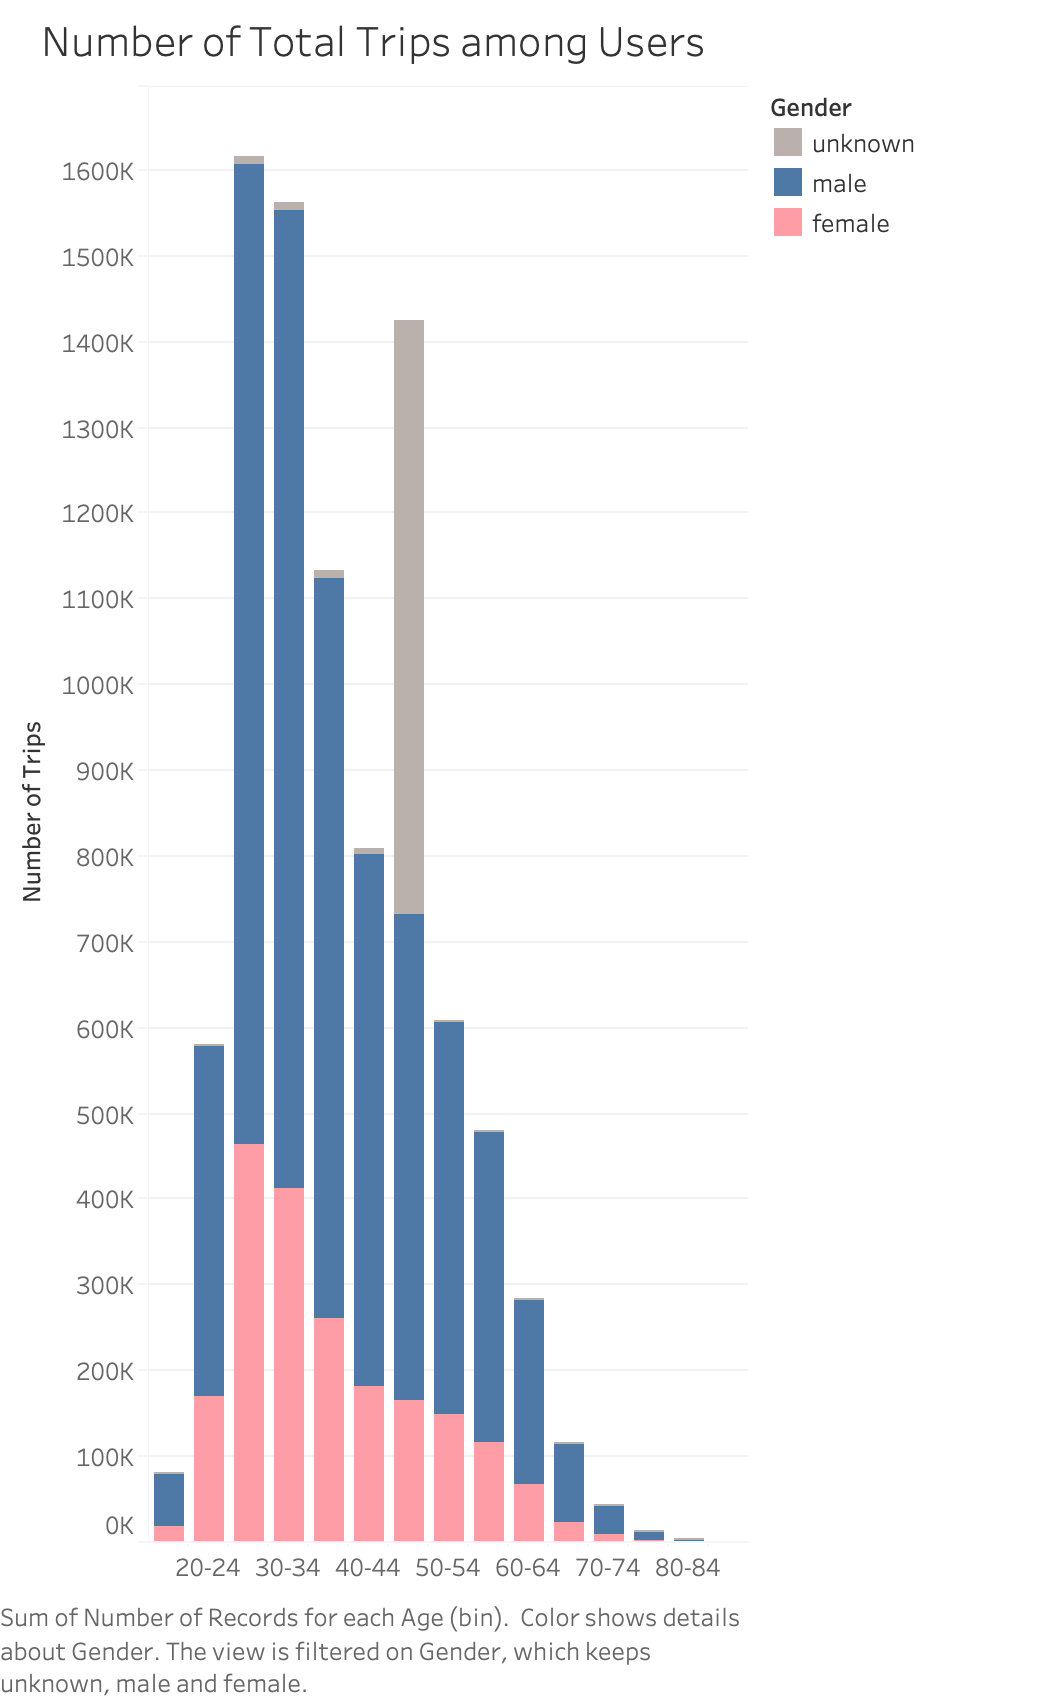 Number of Total Trips among Users
Gender
unknown
male
female
1600K
1500K
1400K
1300K
1200K
1100K
1000K
900K
800K
700K
600K
500K
400K
300K
200K
100K
0K
Number of Trips
20-24 30-34 40-44 50-54 60-64 70-74 80-84
Sum of Number of Records for each Age (bin).  Color shows details
about Gender. The view is filtered on Gender, which keeps
unknown, male and female.